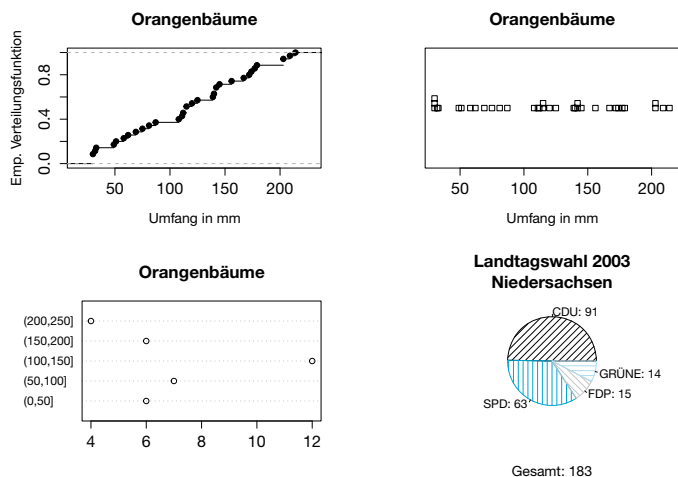 Orangenbäume
Emp. Verteilungsfunktion
0.0 0.4 0.8
50 100 150 200
Umfang in mm
Orangenbäume
50 100 150 200
Umfang in mm
Orangenbäume
(200,250]
(150,200]
(100,150]
(50,100]
(0,50]
4 6 8 10 12
Landtagswahl 2003
Niedersachsen
CDU: 91
GRÜNE: 14
FDP: 15
SPD: 63
Gesamt: 183